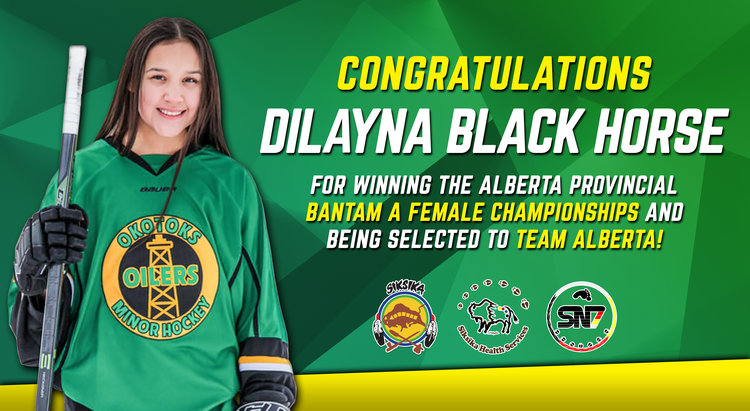 CONGRATULATIONS
DILAYNA BLACK HORSE
FOR WINNING THE ALBERTA PROVINCIAL
BANTAM A FEMALE CHAMPIONSHIPS AND
BEING SELECTED TO TEAM ALBERTA!
BAUER
OKOTOKS
OILERS
MINOR HOCKEY
SIKSIKA
Siksika Health Services
SN7